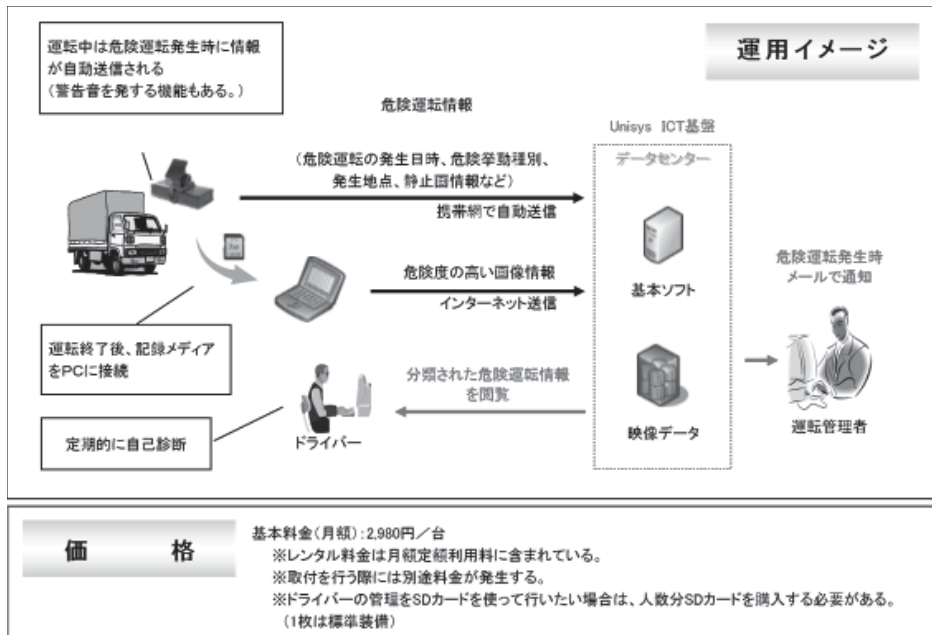 運転中は危険運転発生時に情報
が自動送信される
(警告音を発する機能もある。)
運用イメージ
危険運転情報
(危険運転の発生日時、危険挙動種別、
発生地点、静止画情報など)
携帯網で自動送信
Unisys ICT基盤
データセンター
危険度の高い画像情報
インターネット送信
基本ソフト
危険運転発生時
メールで通知
運転終了後、記録メディア
をPCに接続
分類された危険運転情報
を閲覧
定期的に自己診断
ドライバー
映像データ
運転管理者
価 格
基本料金(月額):2,980円/台
※レンタル料金は月額定額利用料に含まれている。
※取付を行う際には別途料金が発生する。
※ドライバーの管理をSDカードを使って行いたい場合は、人数分SDカードを購入する必要がある。
(1枚は標準装備)